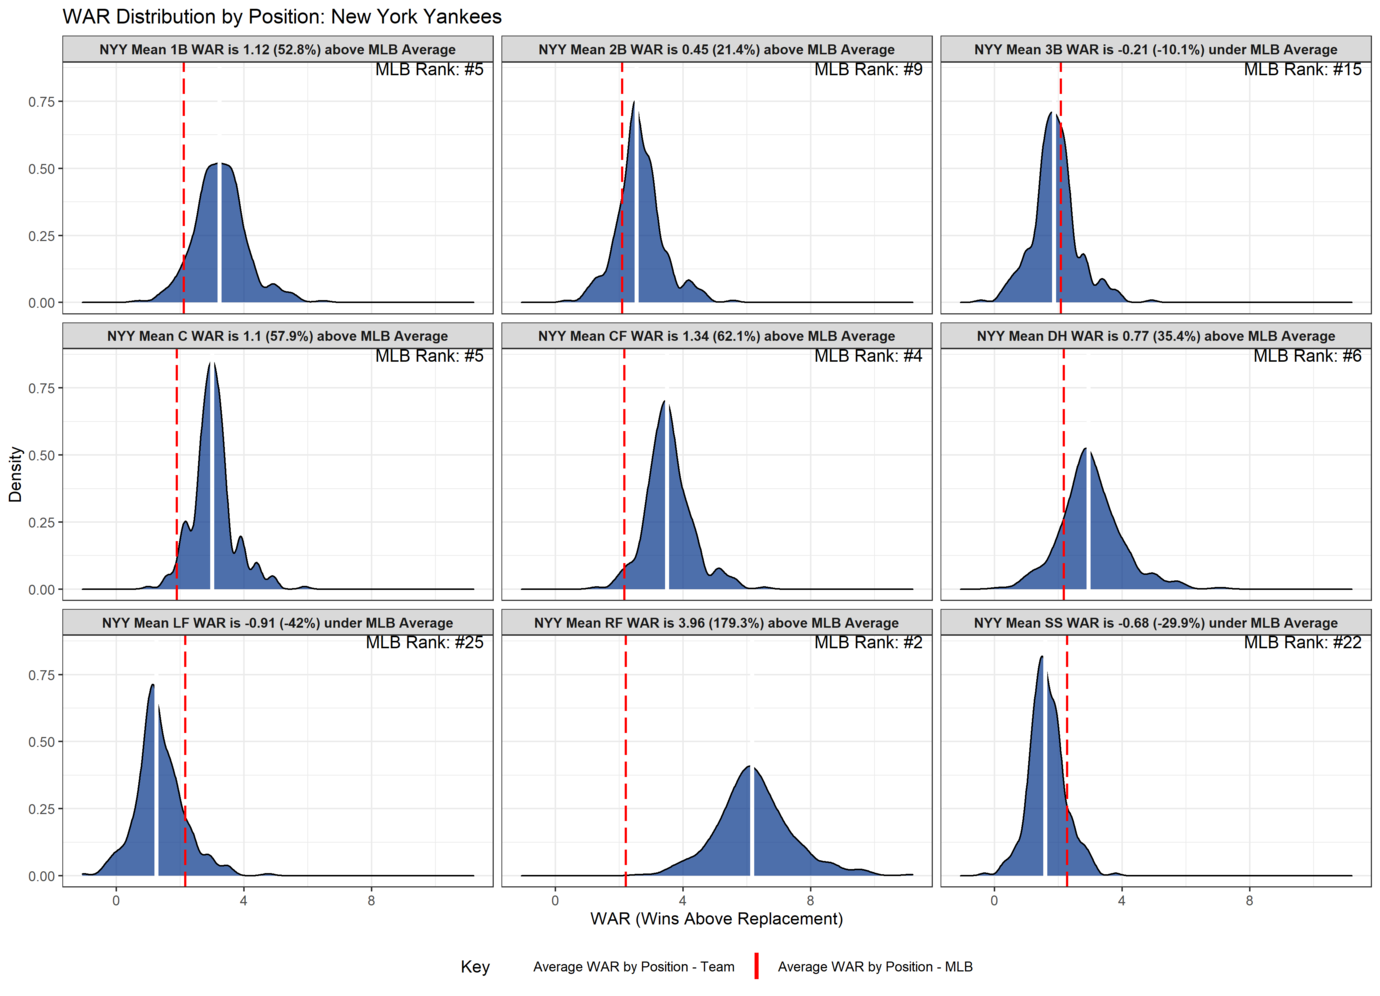 WAR Distribution by Position: New York Yankees
NYY Mean 1B WAR is 1.12 (52.8%) above MLB Average
NYY Mean 2B WAR is 0.45 (21.4%) above MLB Average
NYY Mean 3B WAR is -0.21 (-10.1%) under MLB Average
MLB Rank: #5
MLB Rank: #9
MLB Rank: #15
0.75
0.50
0.25
0.00
NYY Mean C WAR is 1.1 (57.9%) above MLB Average
NYY Mean CF WAR is 1.34 (62.1%) above MLB Average
NYY Mean DH WAR is 0.77 (35.4%) above MLB Average
MLB Rank: #5
MLB Rank: #4
MLB Rank: #6
0.75
0.50
0.25
0.00
Density
NYY Mean LF WAR is -0.91 (-42%) under MLB Average
NYY Mean RF WAR is 3.96 (179.3%) above MLB Average
NYY Mean SS WAR is -0.68 (-29.9%) under MLB Average
MLB Rank: #25
MLB Rank: #2
MLB Rank: #22
0.75
0.50
0.25
0.00
0 4 8
0 4 8
0 4 8
WAR (Wins Above Replacement)
Key
Average WAR by Position - Team
Average WAR by Position - MLB